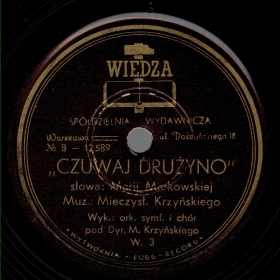 WIEDZA
SPÓŁDZIELNIA WYDAWNICZA
Warszawa ul. Daszyńskiego 18
№ B - 12589
„CZUWAJ DRUŻYNO"
słowa: Marii Markowskiej
Muz.: Mieczysł. Krzyńskiego
Wyk.: ork. symf. i chór
pod Dyr. M. Krzyńskiego
W. 3
WYTWÓRNIA „FOGG-RECORD"